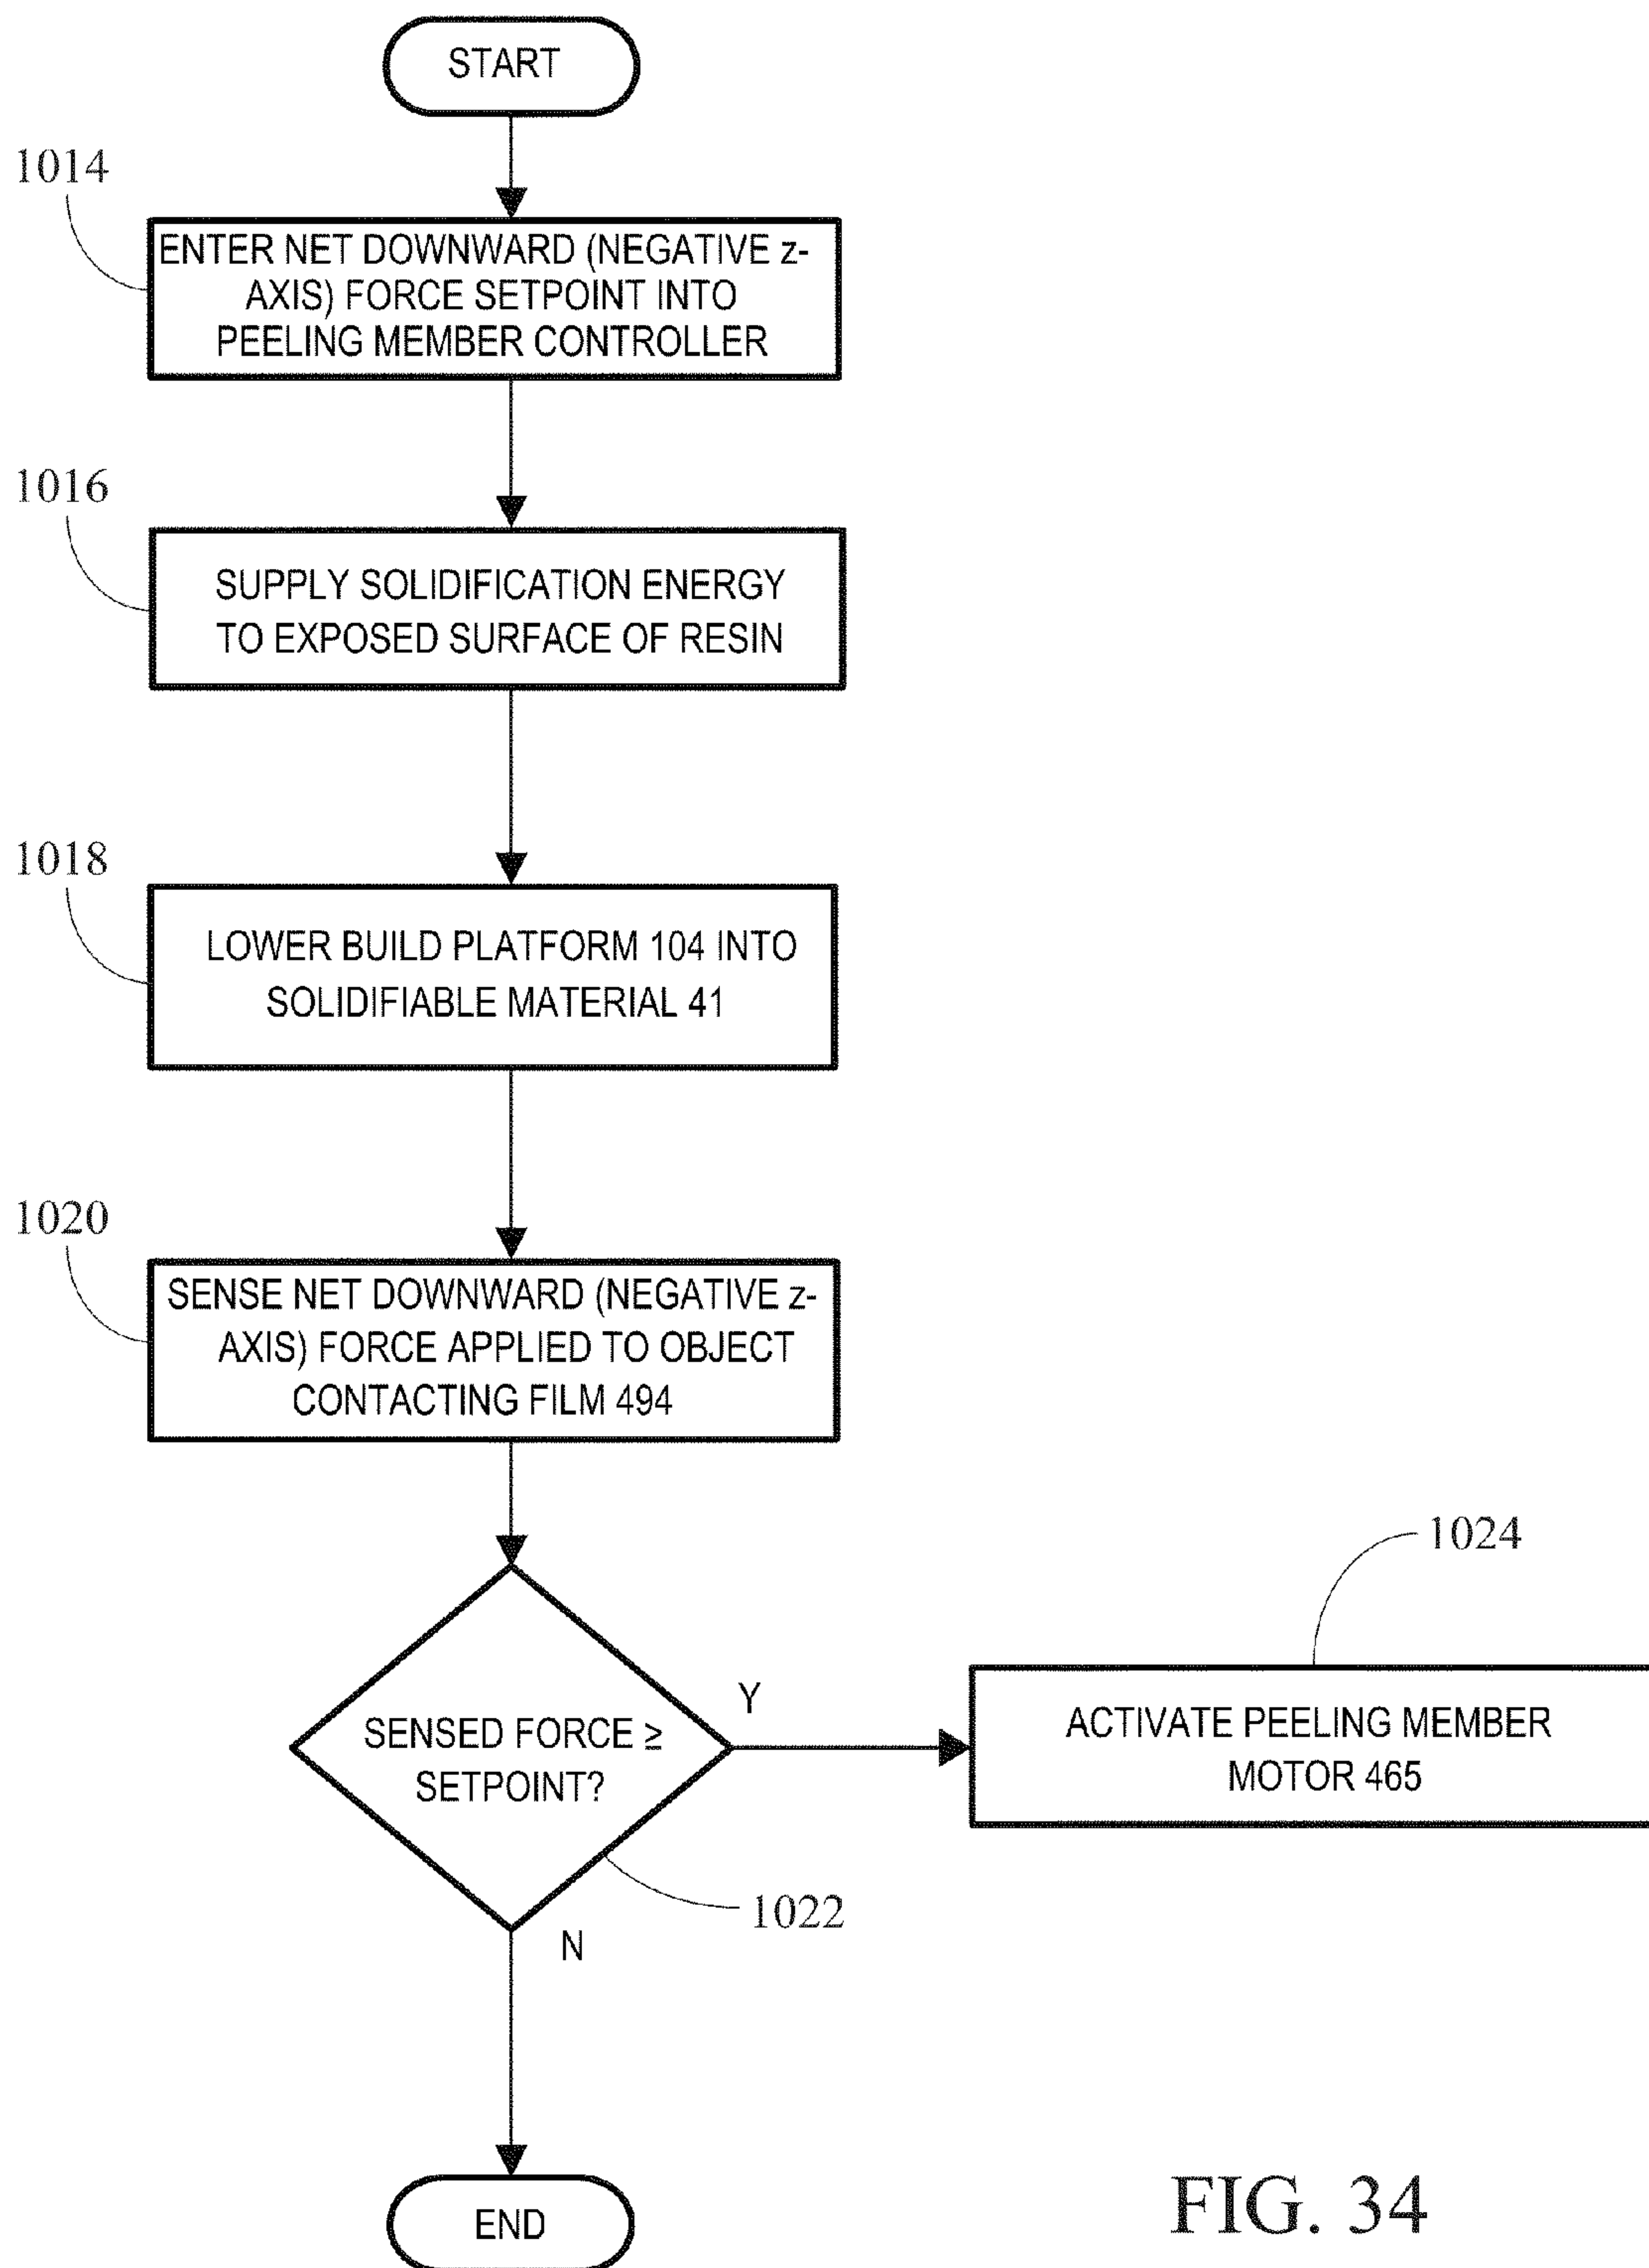 START
1014
ENTER NET DOWNWARD (NEGATIVE z-
AXIS) FORCE SETPOINT INTO
PEELING MEMBER CONTROLLER
1016
SUPPLY SOLIDIFICATION ENERGY
TO EXPOSED SURFACE OF RESIN
1018
LOWER BUILD PLATFORM 104 INTO
SOLIDIFIABLE MATERIAL 41
1020
SENSE NET DOWNWARD (NEGATIVE z-
AXIS) FORCE APPLIED TO OBJECT
CONTACTING FILM 494
SENSED FORCE ≥
SETPOINT?
Y
1024
ACTIVATE PEELING MEMBER
MOTOR 465
1022
N
END
FIG. 34